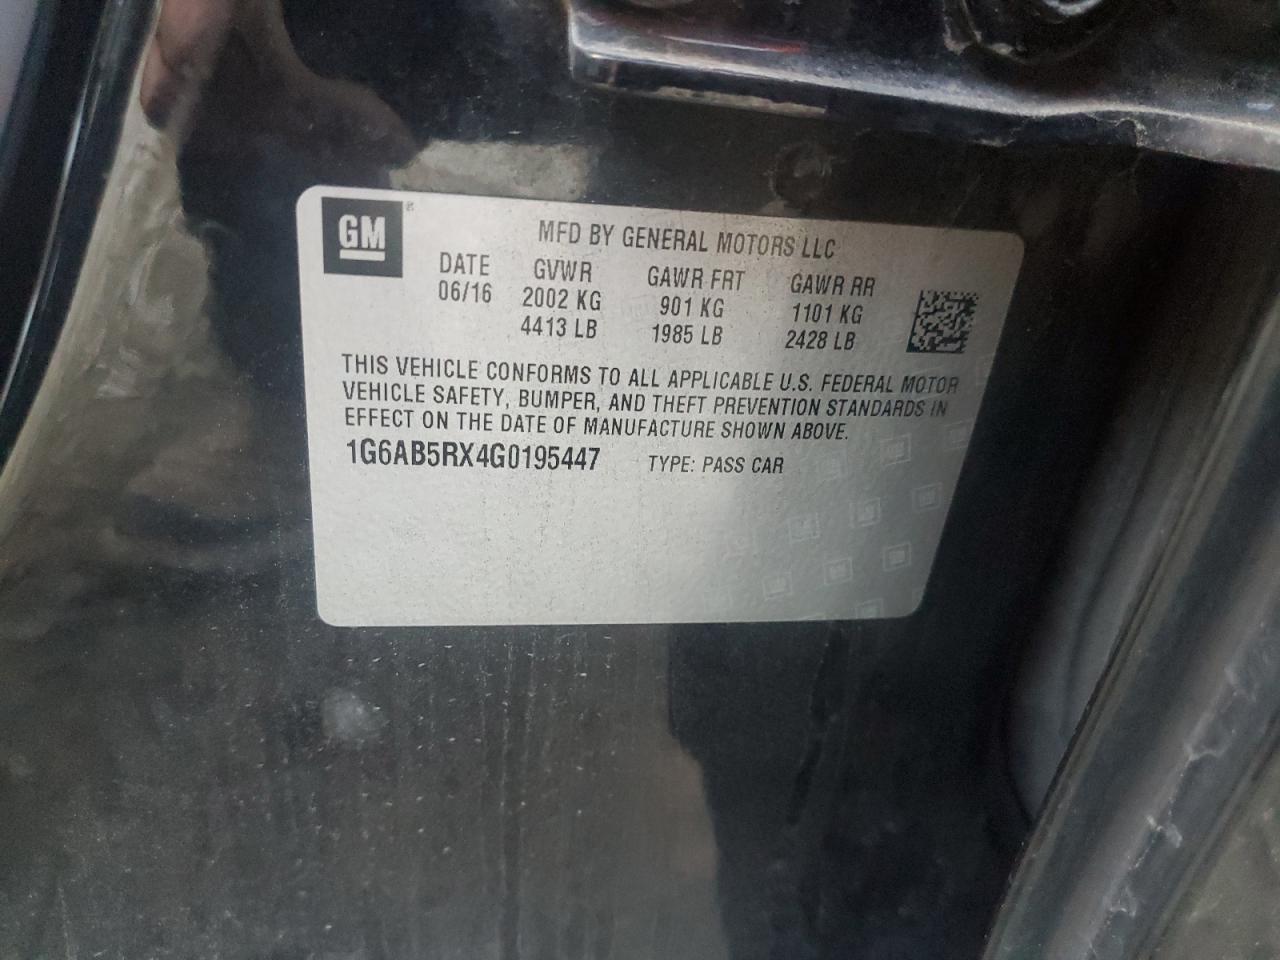 GM
MFD BY GENERAL MOTORS LLC
DATE GVWR GAWR FRT GAWR RR
06/16 2002 KG 901 KG 1101 KG
4413 LB 1985 LB 2428 LB
THIS VEHICLE CONFORMS TO ALL APPLICABLE U.S. FEDERAL MOTOR
VEHICLE SAFETY, BUMPER, AND THEFT PREVENTION STANDARDS IN
EFFECT ON THE DATE OF MANUFACTURE SHOWN ABOVE.
1G6AB5RX4G0195447 TYPE: PASS CAR